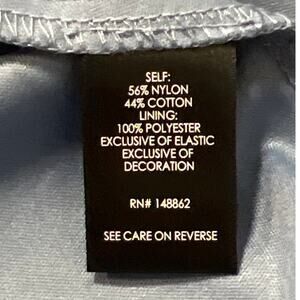 SELF:
56% NYLON
44% COTTON
LINING:
100% POLYESTER
EXCLUSIVE OF ELASTIC
EXCLUSIVE OF
DECORATION
RN# 148862
SEE CARE ON REVERSE